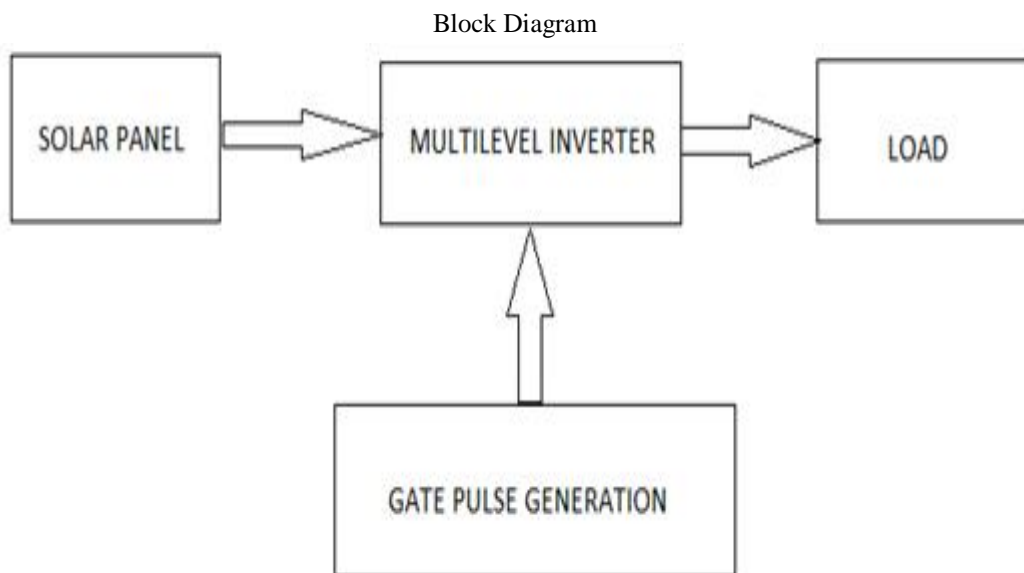 Block Diagram
SOLAR PANEL
MULTILEVEL INVERTER
LOAD
GATE PULSE GENERATION